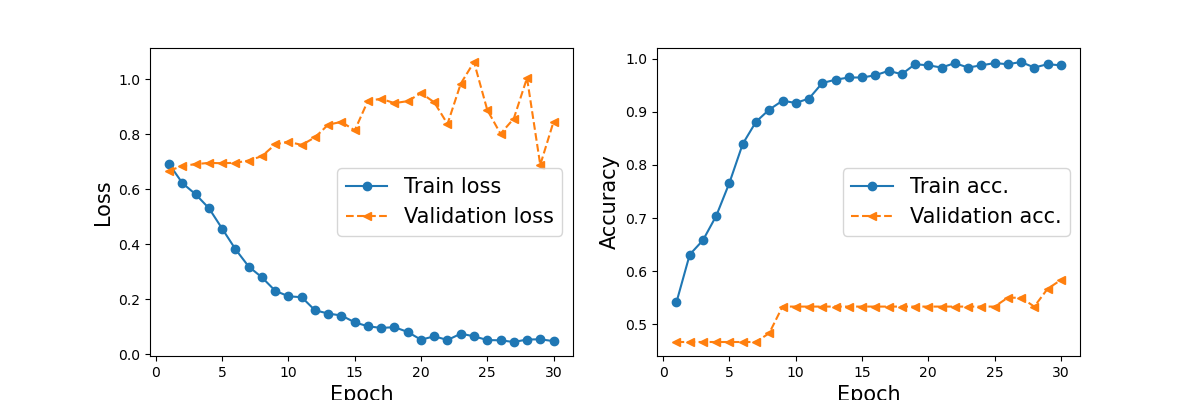 1.0
0.8
0.6
0.4
0.2
0.0
Loss
0 5 10 15 20 25 30
Epoch
Train loss
Validation loss
1.0
0.9
0.8
0.7
0.6
0.5
Accuracy
0 5 10 15 20 25 30
Epoch
Train acc.
Validation acc.